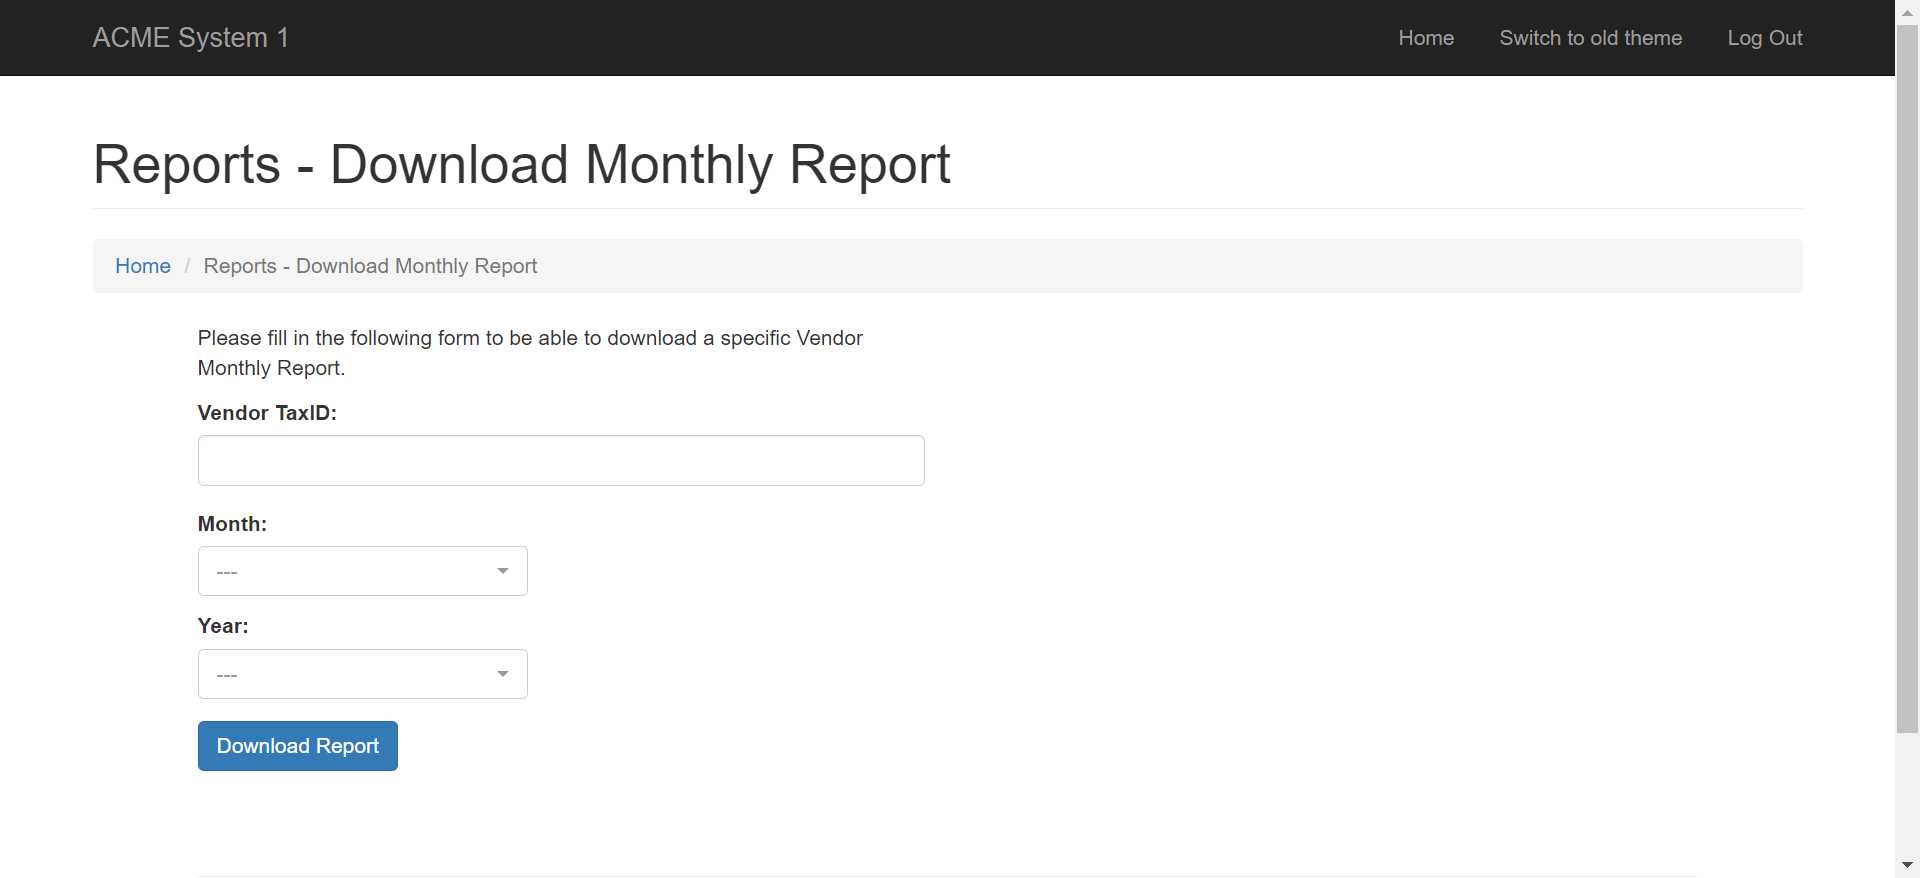 ACME System 1
Home
Switch to old theme
Log Out
Reports - Download Monthly Report
Home / Reports - Download Monthly Report
Please fill in the following form to be able to download a specific Vendor
Monthly Report.
Vendor TaxID:
Month:
---
Year:
---
Download Report